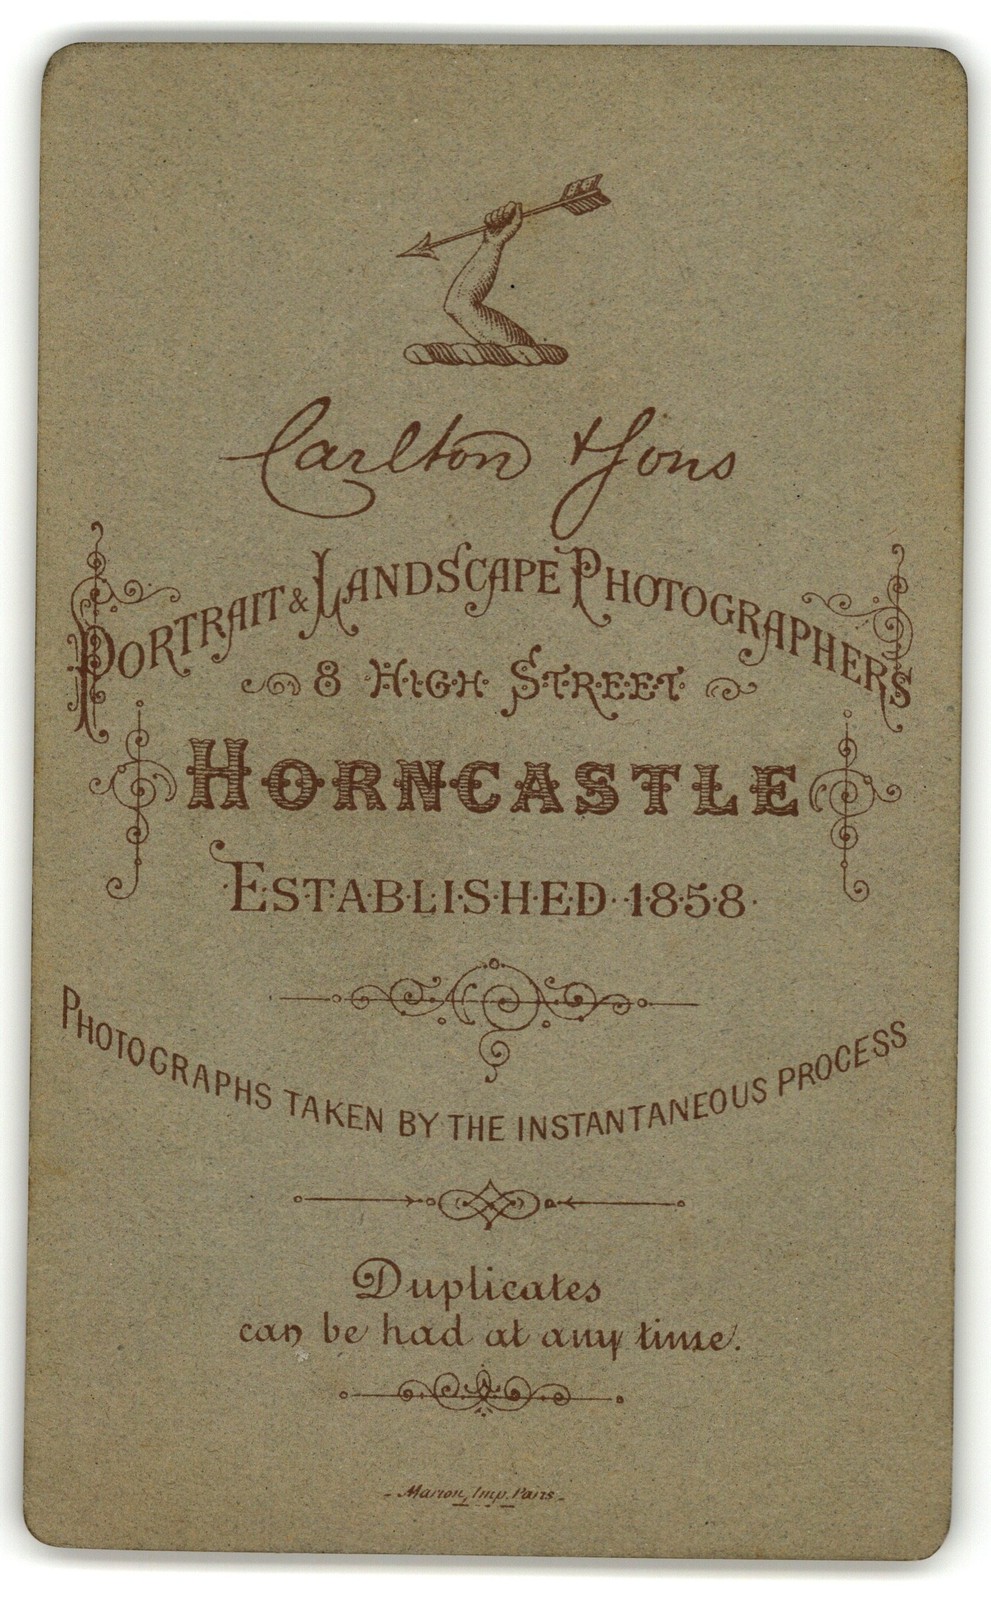 Carlton & Sons
PORTRAIT & LANDSCAPE PHOTOGRAPHERS
8 HIGH STREET
HORNCASTLE
ESTABLISHED 1858
PHOTOGRAPHS TAKEN BY THE INSTANTANEOUS PROCESS
Duplicates
can be had at any time.
- Marion, Imp. Paris -